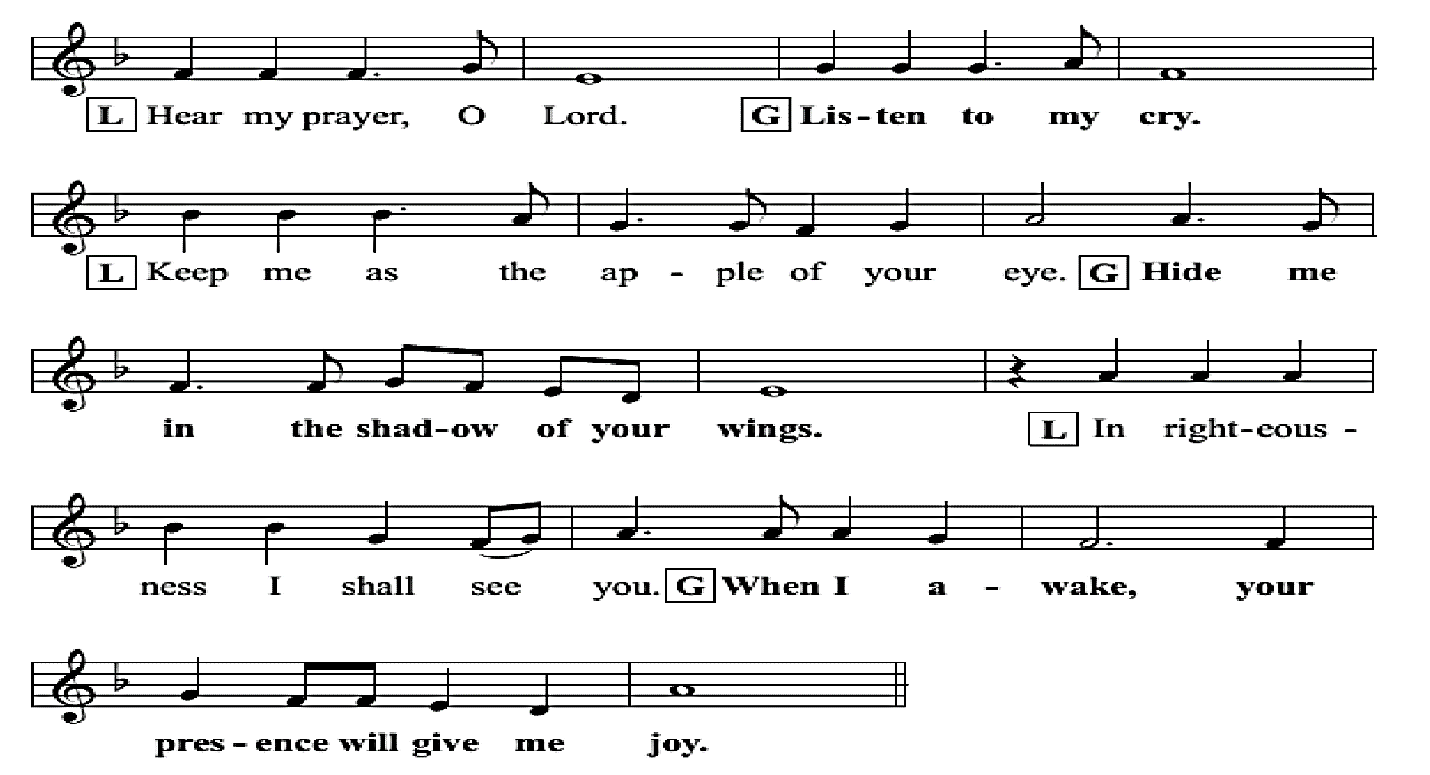 L Hear my prayer, O Lord. G Lis - ten to my cry.
L Keep me as the ap - ple of your eye. G Hide me
in the shad - ow of your wings. L In right - eous -
ness I shall see you. G When I a - wake, your
pres - ence will give me joy.